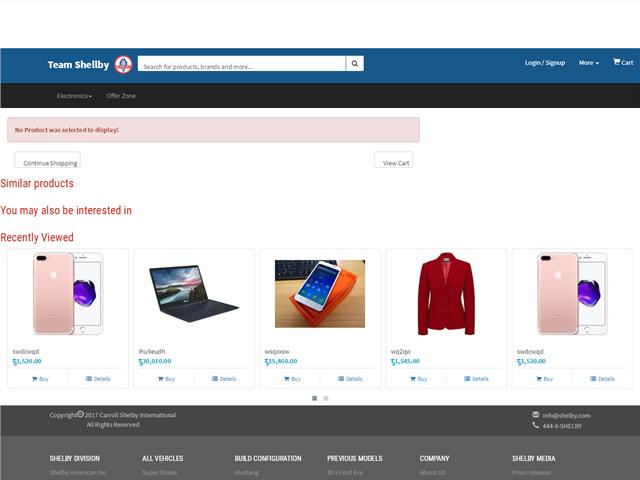 Team Shellby
Search for products, brands and more...
Login / Signup
More
Cart
Electronics
Offer Zone
No Product was selected to display!
Continue Shopping
View Cart
Similar products
You may also be interested in
Recently Viewed
swdcwqd
1,520.00
Buy
Details
ihu9eudh
30,010.00
Buy
Details
wsqxxsw
15,460.00
Buy
Details
wq2qw
1,545.00
Buy
Details
swdcwqd
1,520.00
Buy
Details
Copyright© 2017 Carroll Shelby International
All Rights Reserved
info@shelby.com
444-9-SHELBY
SHELBY DIVISION
ALL VEHICLES
BUILD CONFIGURATION
PREVIOUS MODELS
COMPANY
SHELBY MEDIA
Shelby American Inc
Super Snake
Mustang
60 s Ford Era
About US
Press releases